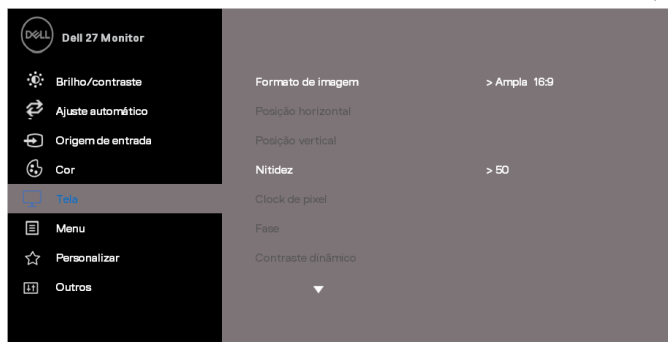 DELL Dell 27 Monitor
Brilho/contraste
Ajuste automático
Origem de entrada
Cor
Tela
Menu
Personalizar
Outros
Formato de imagem > Ampla 16:9
Posição horizontal
Posição vertical
Nitidez > 50
Clock de pixel
Fase
Contraste dinâmico